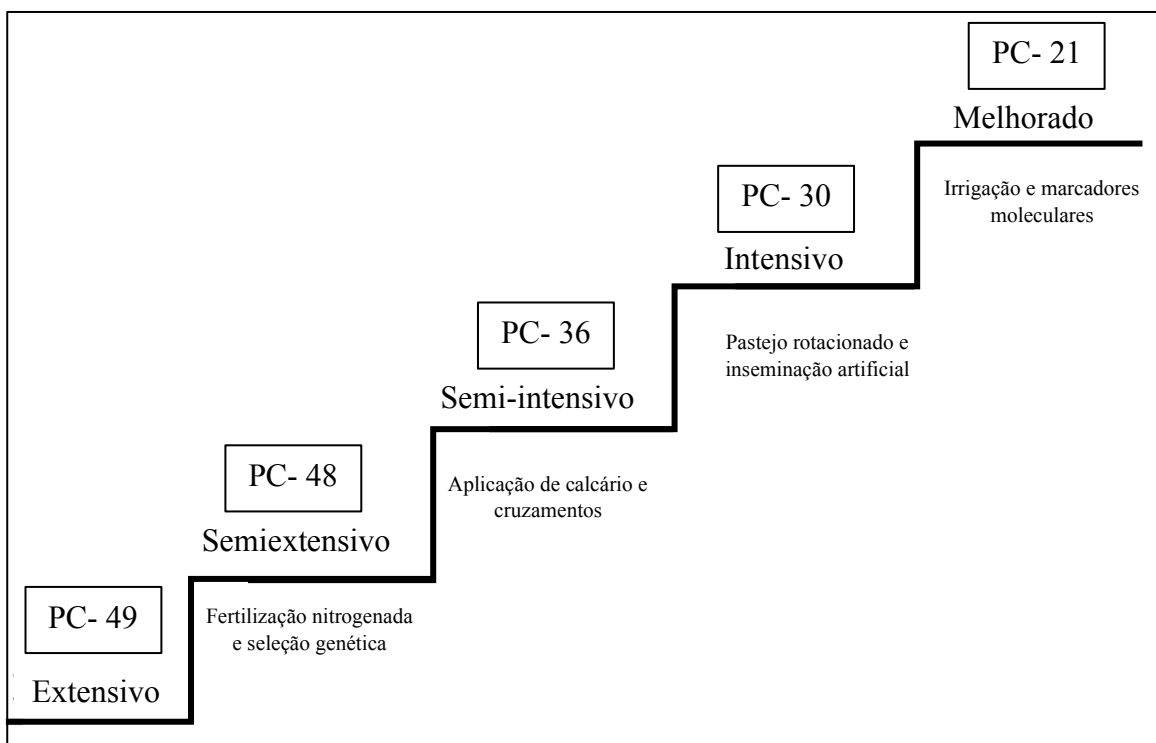 PC- 21
Melhorado
Irrigação e marcadores
moleculares
PC- 30
Intensivo
Pastejo rotacionado e
inseminação artificial
PC- 36
Semi-intensivo
Aplicação de calcário e
cruzamentos
PC- 48
Semiextensivo
Fertilização nitrogenada
e seleção genética
PC- 49
Extensivo